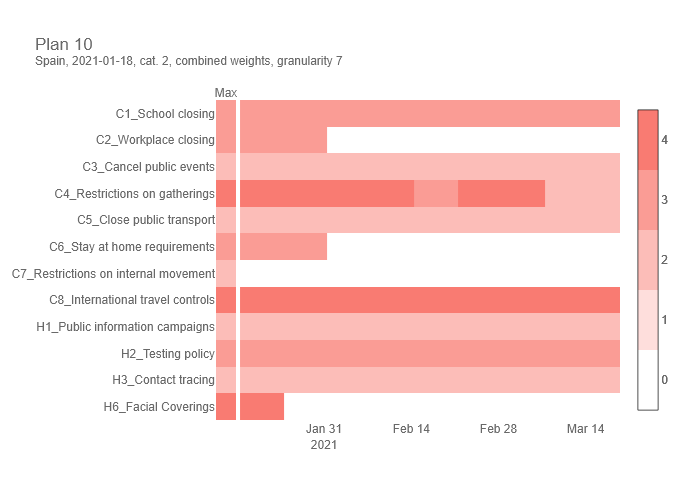 Plan 10
Spain, 2021-01-18, cat. 2, combined weights, granularity 7
Max
C1_School closing
C2_Workplace closing
C3_Cancel public events
C4_Restrictions on gatherings
C5_Close public transport
C6_Stay at home requirements
C7_Restrictions on internal movement
C8_International travel controls
H1_Public information campaigns
H2_Testing policy
H3_Contact tracing
H6_Facial Coverings
Jan 31
2021
Feb 14
Feb 28
Mar 14
4
3
2
1
0